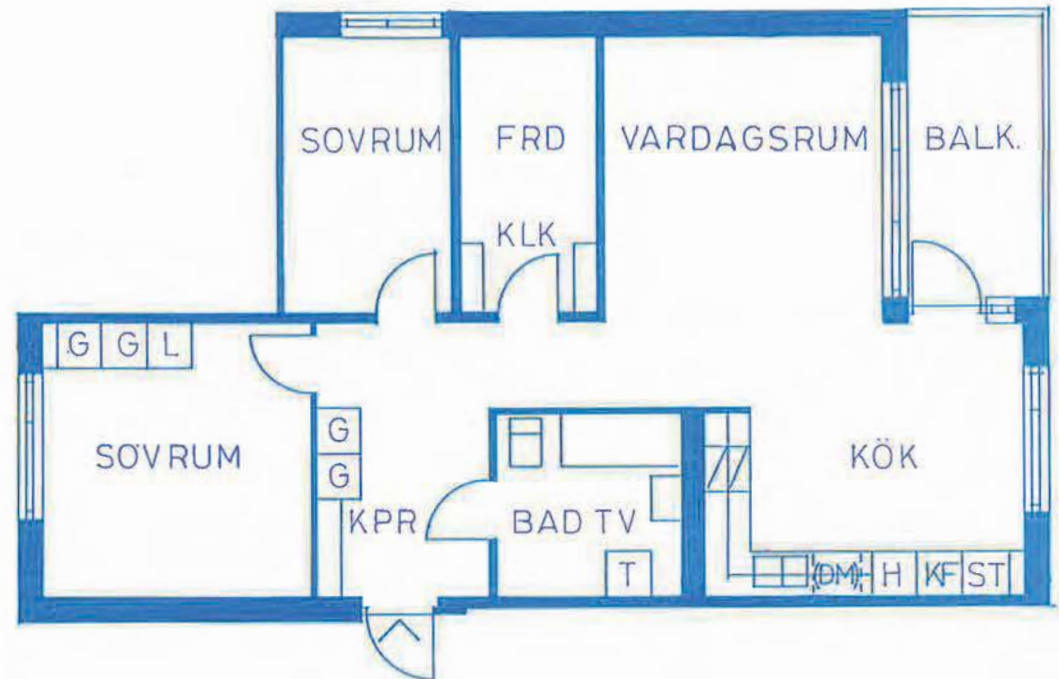 SOVRUM
FRD
VARDAGSRUM
BALK.
KLK
G G L
SOVRUM
G
G
KPR
BAD TV
T
KÖK
(DM) H KF ST